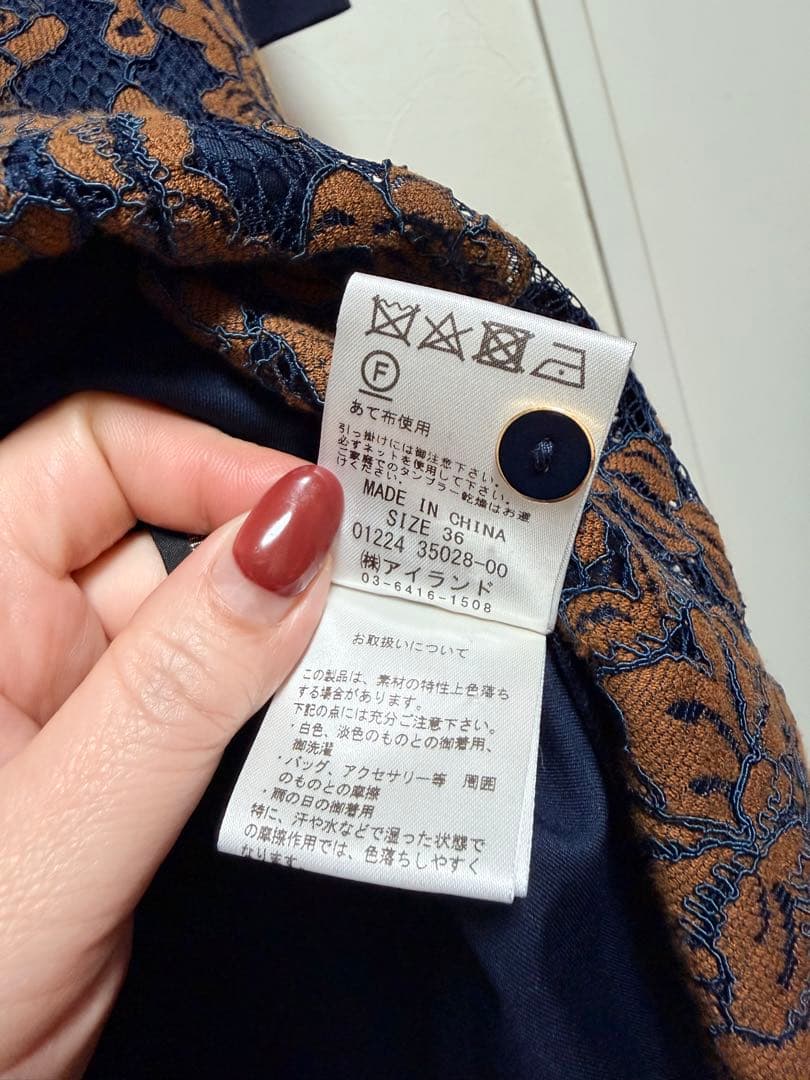 F
あて布使用
引っ掛けには御注意下さい。
必ずネットを使用して下さい。
ご家庭でのタンブラー乾燥はお避
けください。
MADE IN CHINA
SIZE 36
01224 35028-00
㈱アイランド
03-6416-1508
お取扱いについて
この製品は、素材の特性上色落ち
する場合があります。
下記の点には充分ご注意下さい。
・白色、淡色のものとの御着用、
御洗濯
・バッグ、アクセサリー等 周囲
のものとの摩擦
・雨の日の御着用
特に、汗や水などで湿った状態で
の摩擦作用では、色落ちしやすく
なります。